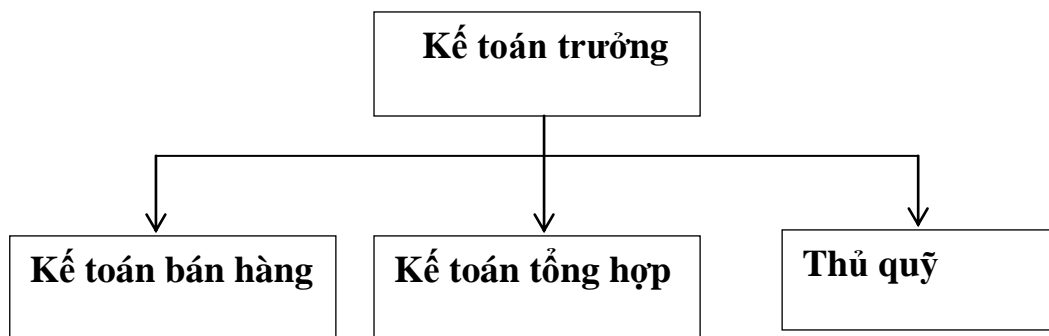 Kế toán trưởng
Kế toán bán hàng
Kế toán tổng hợp
Thủ quỹ